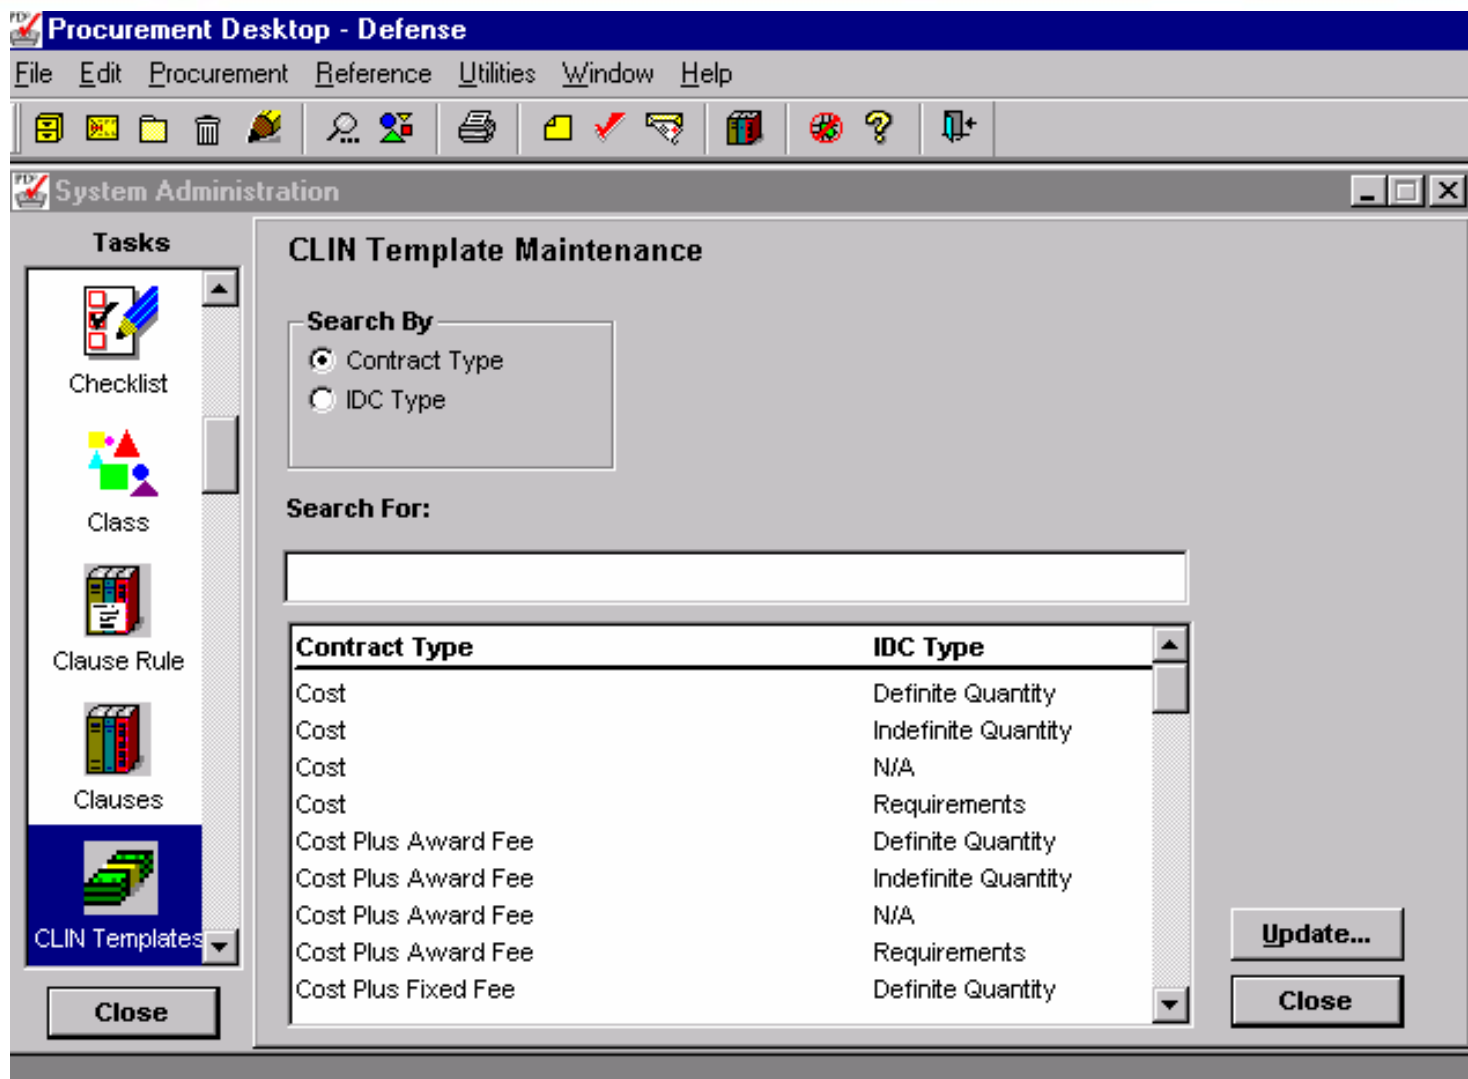 Procurement Desktop - Defense
File Edit Procurement Reference Utilities Window Help
System Administration
Tasks
Checklist
Class
Clause Rule
Clauses
CLIN Templates
Close
CLIN Template Maintenance
Search By
Contract Type
IDC Type
Search For:
Contract Type IDC Type
Cost Definite Quantity
Cost Indefinite Quantity
Cost N/A
Cost Requirements
Cost Plus Award Fee Definite Quantity
Cost Plus Award Fee Indefinite Quantity
Cost Plus Award Fee N/A
Cost Plus Award Fee Requirements
Cost Plus Fixed Fee Definite Quantity
Update...
Close